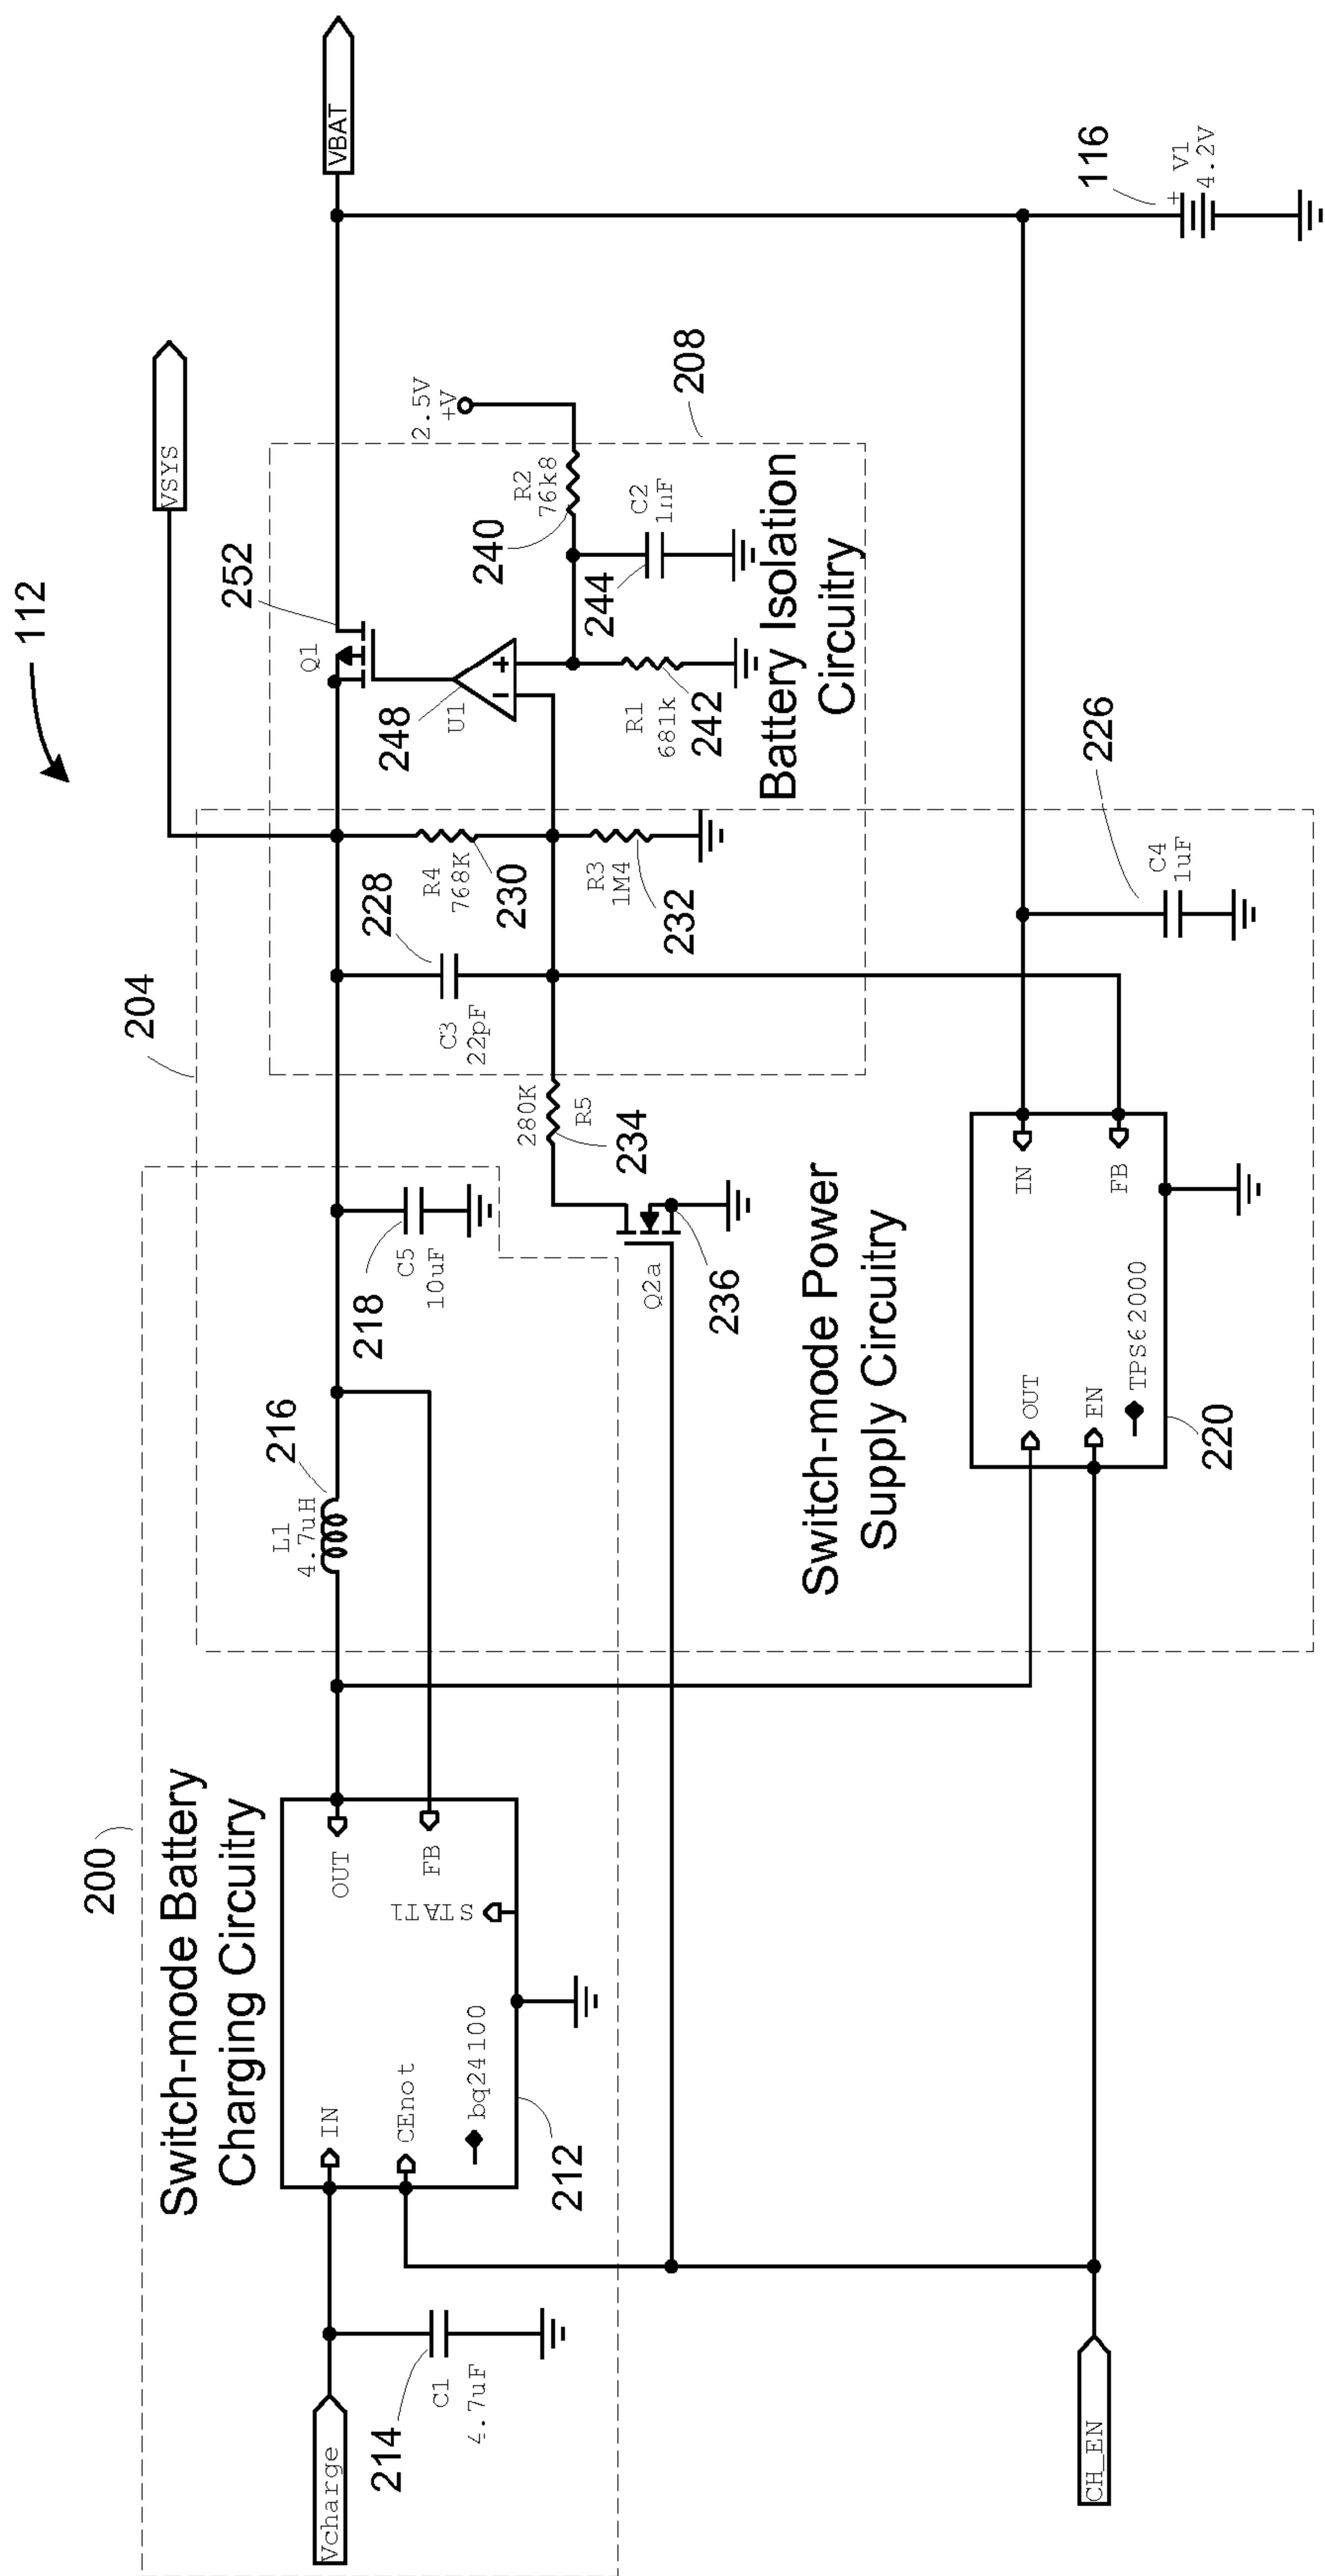 112
200
Switch-mode Battery
Charging Circuitry
Vcharge
214
C1
4.7uF
IN
CEnot
bq24100
212
OUT
FB
STAT1
L1
4.7uH
216
204
C5
10uF
218
228
C3
22pF
R4
768K
230
R3
1M4
232
280K
R5
234
Q2a
236
Switch-mode Power
Supply Circuitry
VSYS
252
Q1
248
U1
R1
681k
242
240
R2
76k8
244
C2
1nF
2.5V
+V
208
Battery Isolation
Circuitry
VBAT
116
+ V1
4.2V
226
C4
1uF
OUT
EN
TPS62000
IN
FB
220
CH_EN